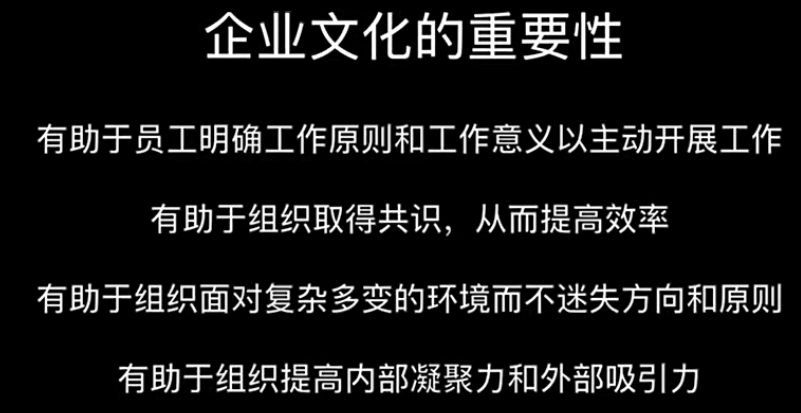 企业文化的重要性
有助于员工明确工作原则和工作意义以主动开展工作
有助于组织取得共识，从而提高效率
有助于组织面对复杂多变的环境而不迷失方向和原则
有助于组织提高内部凝聚力和外部吸引力